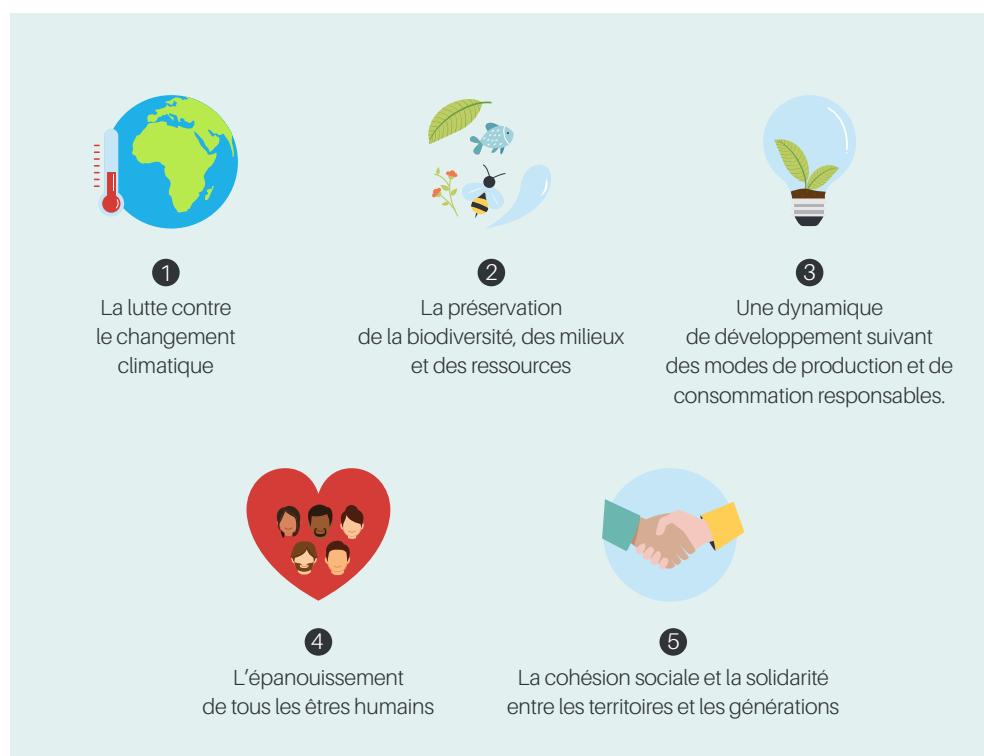 1
La lutte contre
le changement
climatique
2
La préservation
de la biodiversité, des milieux
et des ressources
3
Une dynamique
de développement suivant
des modes de production et de
consommation responsables.
4
L’épanouissement
de tous les êtres humains
5
La cohésion sociale et la solidarité
entre les territoires et les générations